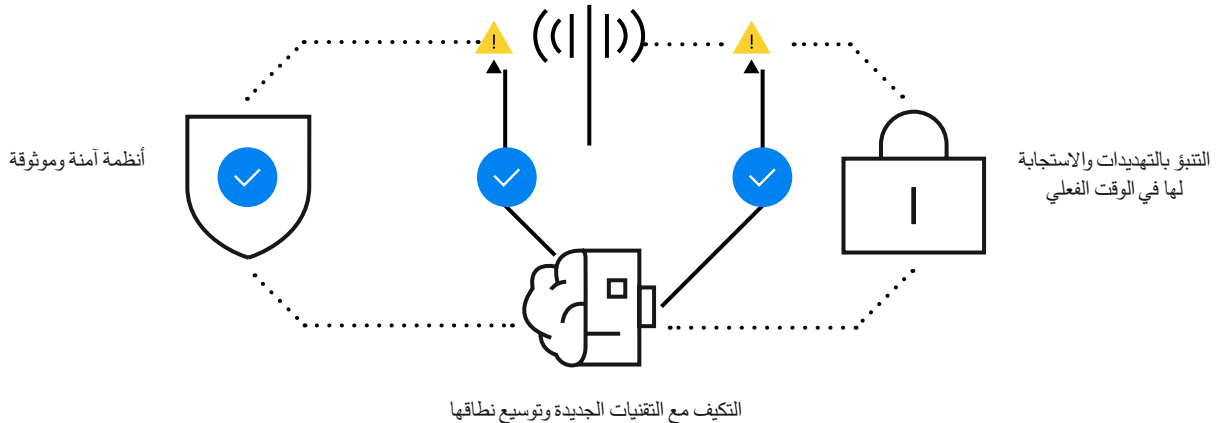 التنبؤ بالتهديدات والاستجابة
لها في الوقت الفعلي
أنظمة آمنة وموثوقة
التكيف مع التقنيات الجديدة وتوسيع نطاقها